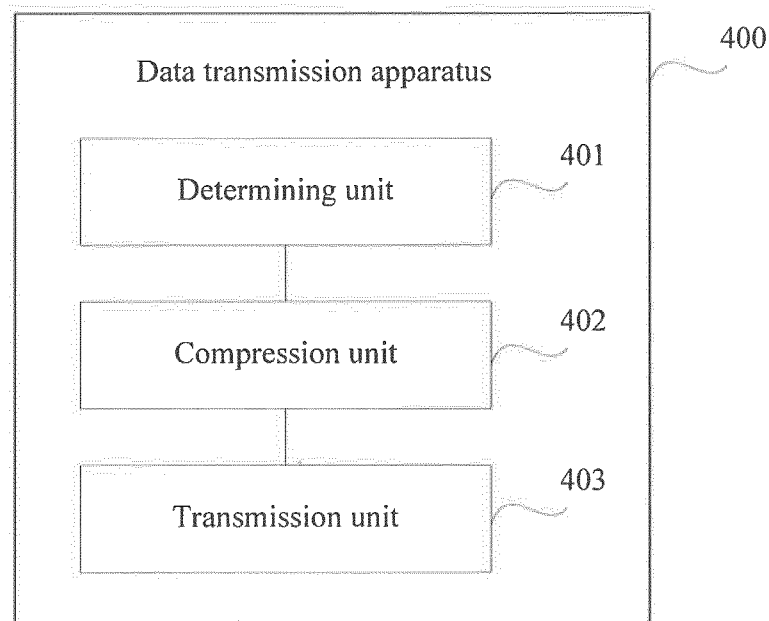 400
Data transmission apparatus
401
Determining unit
402
Compression unit
403
Transmission unit